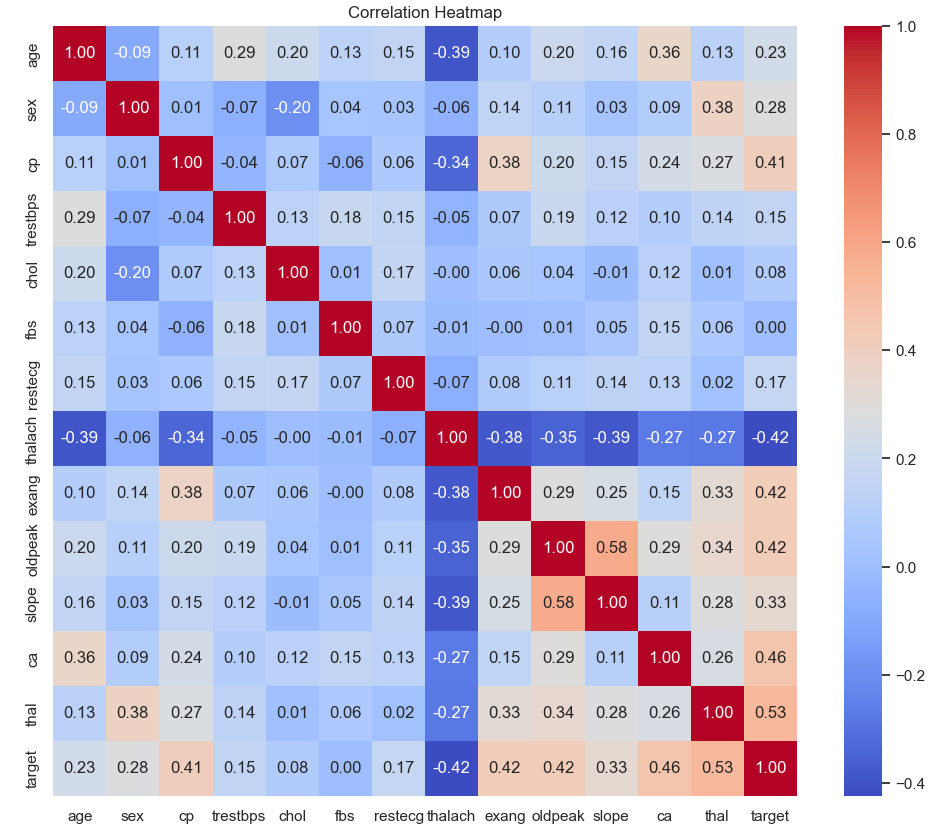 Correlation Heatmap
age 1.00 -0.09 0.11 0.29 0.20 0.13 0.15 -0.39 0.10 0.20 0.16 0.36 0.13 0.23
sex -0.09 1.00 0.01 -0.07 -0.20 0.04 0.03 -0.06 0.14 0.11 0.03 0.09 0.38 0.28
cp 0.11 0.01 1.00 -0.04 0.07 -0.06 0.06 -0.34 0.38 0.20 0.15 0.24 0.27 0.41
trestbps 0.29 -0.07 -0.04 1.00 0.13 0.18 0.15 -0.05 0.07 0.19 0.12 0.10 0.14 0.15
chol 0.20 -0.20 0.07 0.13 1.00 0.01 0.17 -0.00 0.06 0.04 -0.01 0.12 0.01 0.08
fbs 0.13 0.04 -0.06 0.18 0.01 1.00 0.07 -0.01 -0.00 0.01 0.05 0.15 0.06 0.00
restecg 0.15 0.03 0.06 0.15 0.17 0.07 1.00 -0.07 0.08 0.11 0.14 0.13 0.02 0.17
thalach -0.39 -0.06 -0.34 -0.05 -0.00 -0.01 -0.07 1.00 -0.38 -0.35 -0.39 -0.27 -0.27 -0.42
exang 0.10 0.14 0.38 0.07 0.06 -0.00 0.08 -0.38 1.00 0.29 0.25 0.15 0.33 0.42
oldpeak 0.20 0.11 0.20 0.19 0.04 0.01 0.11 -0.35 0.29 1.00 0.58 0.29 0.34 0.42
slope 0.16 0.03 0.15 0.12 -0.01 0.05 0.14 -0.39 0.25 0.58 1.00 0.11 0.28 0.33
ca 0.36 0.09 0.24 0.10 0.12 0.15 0.13 -0.27 0.15 0.29 0.11 1.00 0.26 0.46
thal 0.13 0.38 0.27 0.14 0.01 0.06 0.02 -0.27 0.33 0.34 0.28 0.26 1.00 0.53
target 0.23 0.28 0.41 0.15 0.08 0.00 0.17 -0.42 0.42 0.42 0.33 0.46 0.53 1.00
age sex cp trestbps chol fbs restecg thalach exang oldpeak slope ca thal target
1.0
0.8
0.6
0.4
0.2
0.0
−0.2
−0.4